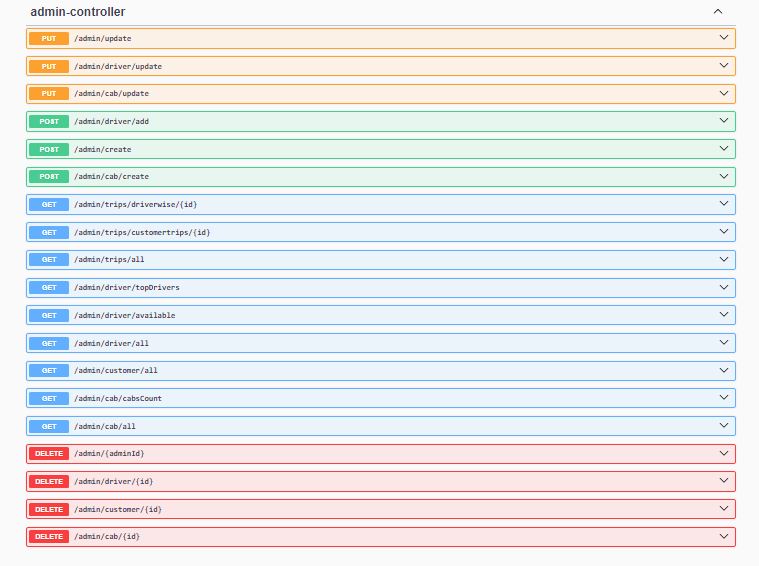 admin-controller
PUT /admin/update
PUT /admin/driver/update
PUT /admin/cab/update
POST /admin/driver/add
POST /admin/create
POST /admin/cab/create
GET /admin/trips/driverwise/{id}
GET /admin/trips/customertrips/{id}
GET /admin/trips/all
GET /admin/driver/topDrivers
GET /admin/driver/available
GET /admin/driver/all
GET /admin/customer/all
GET /admin/cab/cabsCount
GET /admin/cab/all
DELETE /admin/{adminId}
DELETE /admin/driver/{id}
DELETE /admin/customer/{id}
DELETE /admin/cab/{id}